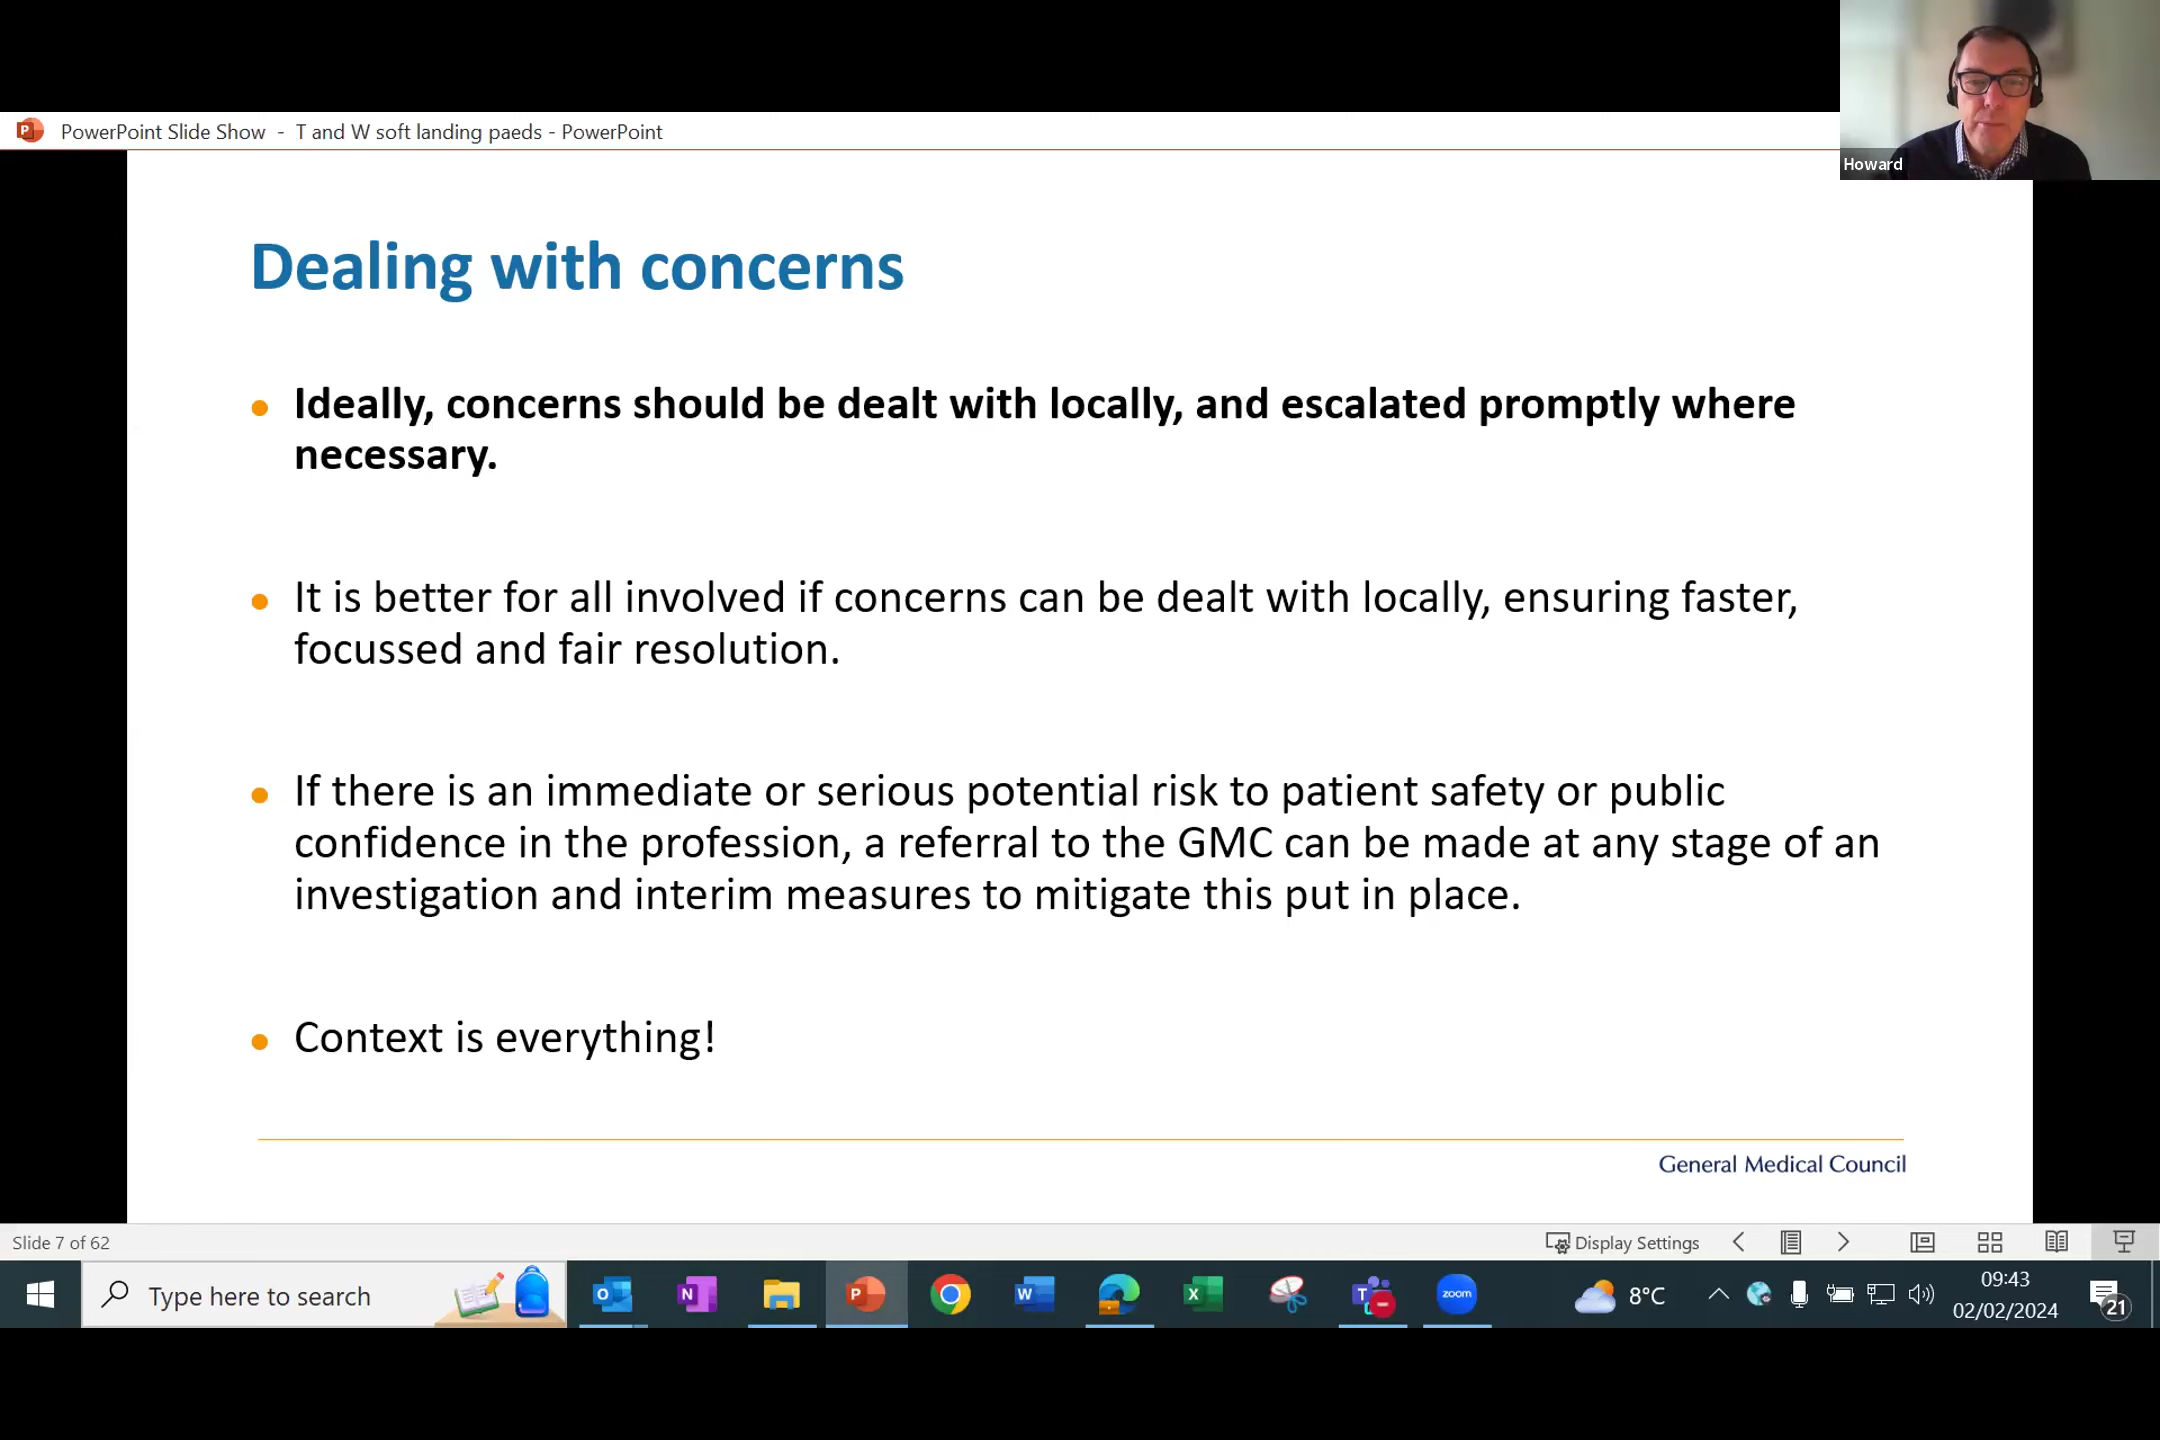 PowerPoint Slide Show - T and W soft landing paeds - PowerPoint
Howard
Dealing with concerns
Ideally, concerns should be dealt with locally, and escalated promptly where
necessary.
It is better for all involved if concerns can be dealt with locally, ensuring faster,
focussed and fair resolution.
If there is an immediate or serious potential risk to patient safety or public
confidence in the profession, a referral to the GMC can be made at any stage of an
investigation and interim measures to mitigate this put in place.
Context is everything!
General Medical Council
Slide 7 of 62
Display Settings
Type here to search
zoom
8°C
09:43
02/02/2024
21